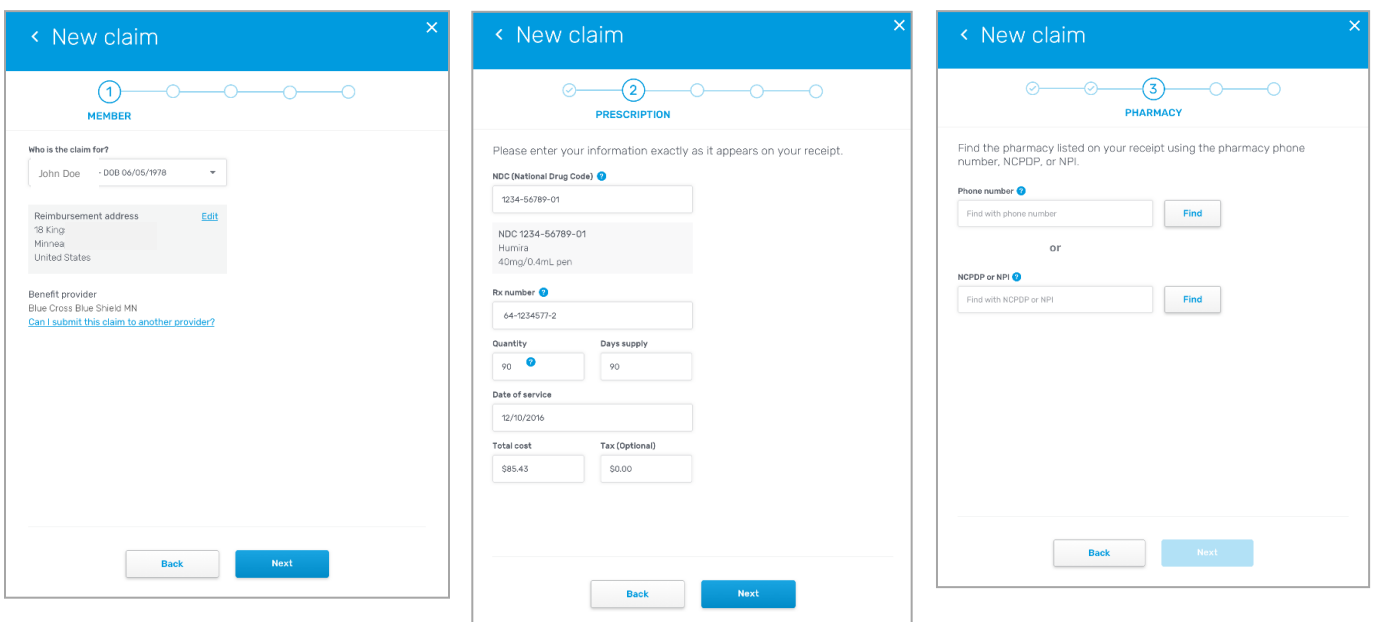 New claim
1
MEMBER
Who is the claim for?
John Doe - DOB 06/05/1978
Reimbursement address Edit
18 King
Minnea
United States
Benefit provider
Blue Cross Blue Shield MN
Can I submit this claim to another provider?
Back Next
New claim
2
PRESCRIPTION
Please enter your information exactly as it appears on your receipt.
NDC (National Drug Code) ?
1234-56789-01
NDC 1234-56789-01
Humira
40mg/0.4mL pen
Rx number ?
64-1234577-2
Quantity Days supply
90 ? 90
Date of service
12/10/2016
Total cost Tax (Optional)
$85.43 $0.00
Back Next
New claim
3
PHARMACY
Find the pharmacy listed on your receipt using the pharmacy phone
number, NCPDP, or NPI.
Phone number ?
Find with phone number Find
or
NCPDP or NPI ?
Find with NCPDP or NPI Find
Back Next